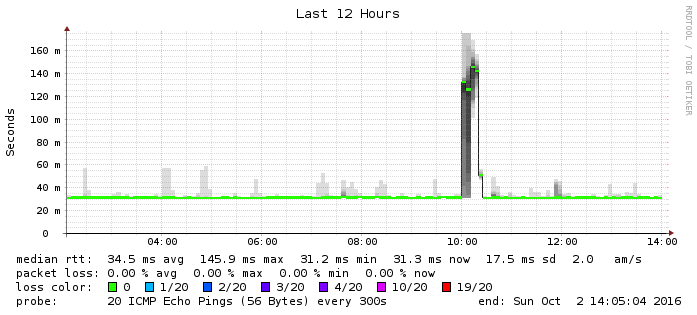 Last 12 Hours
RRDTOOL / TOBI OETIKER
Seconds
160 m
140 m
120 m
100 m
80 m
60 m
40 m
20 m
0
04:00 06:00 08:00 10:00 12:00 14:00
median rtt: 34.5 ms avg 145.9 ms max 31.2 ms min 31.3 ms now 17.5 ms sd 2.0 am/s
packet loss: 0.00 % avg 0.00 % max 0.00 % min 0.00 % now
loss color: 0 1/20 2/20 3/20 4/20 10/20 19/20
probe: 20 ICMP Echo Pings (56 Bytes) every 300s end: Sun Oct 2 14:05:04 2016